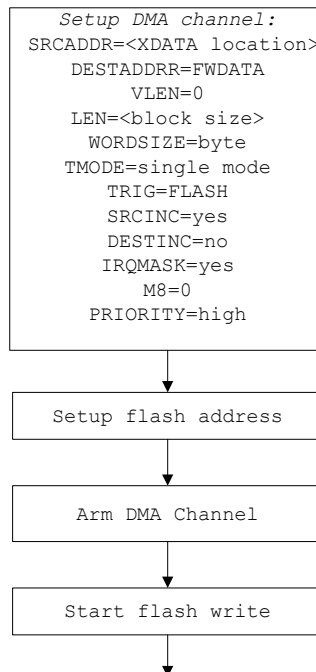 Setup DMA channel:
SRCADDR=<XDATA location>
DESTADDRR=FWDATA
VLEN=0
LEN=<block size>
WORDSIZE=byte
TMODE=single mode
TRIG=FLASH
SRCINC=yes
DESTINC=no
IRQMASK=yes
M8=0
PRIORITY=high
Setup flash address
Arm DMA Channel
Start flash write